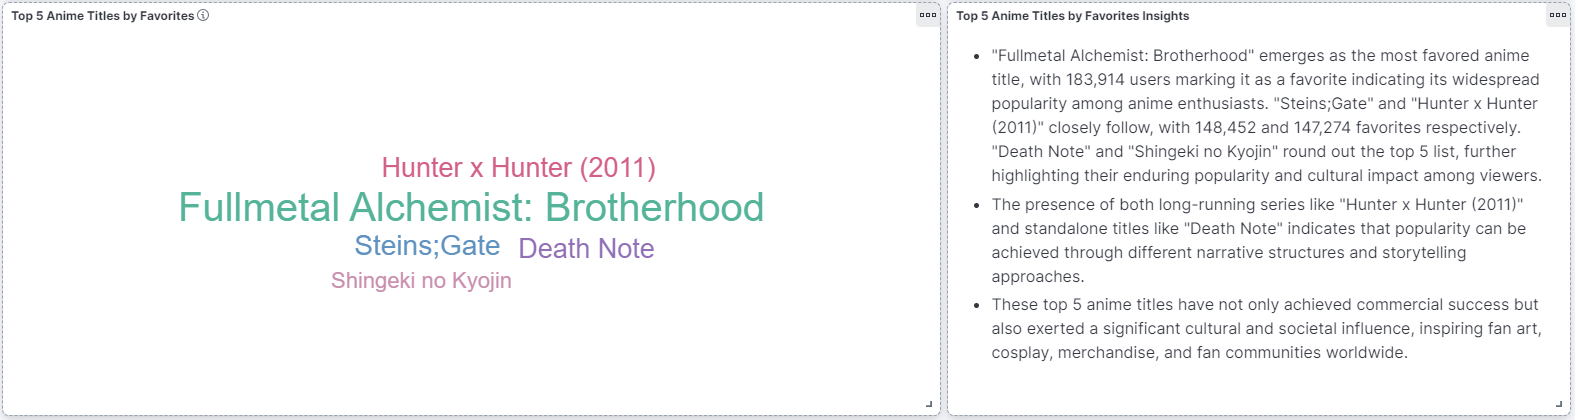 Top 5 Anime Titles by Favorites
Hunter x Hunter (2011)
Fullmetal Alchemist: Brotherhood
Steins;Gate
Death Note
Shingeki no Kyojin
Top 5 Anime Titles by Favorites Insights
"Fullmetal Alchemist: Brotherhood" emerges as the most favored anime
title, with 183,914 users marking it as a favorite indicating its widespread
popularity among anime enthusiasts. "Steins;Gate" and "Hunter x Hunter
(2011)" closely follow, with 148,452 and 147,274 favorites respectively.
"Death Note" and "Shingeki no Kyojin" round out the top 5 list, further
highlighting their enduring popularity and cultural impact among viewers.
The presence of both long-running series like "Hunter x Hunter (2011)"
and standalone titles like "Death Note" indicates that popularity can be
achieved through different narrative structures and storytelling
approaches.
These top 5 anime titles have not only achieved commercial success but
also exerted a significant cultural and societal influence, inspiring fan art,
cosplay, merchandise, and fan communities worldwide.